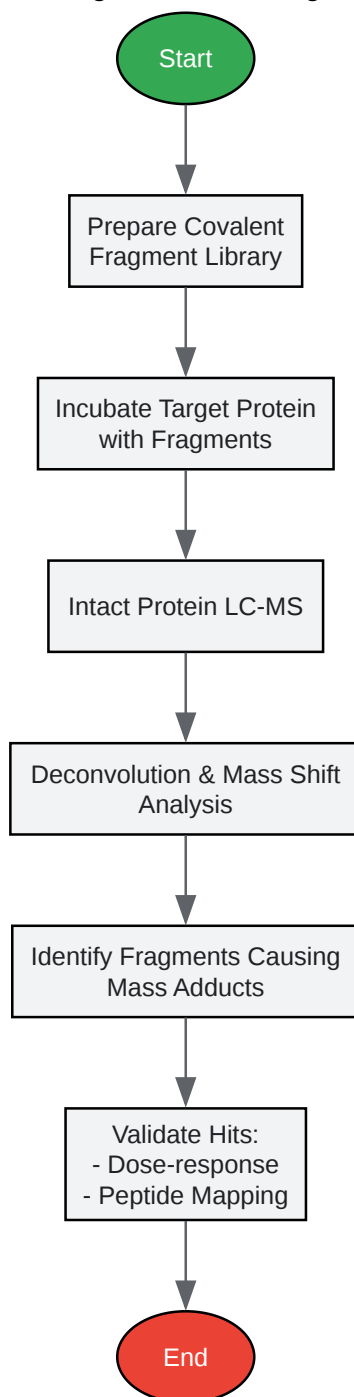 Start
Prepare Covalent
Fragment Library
Incubate Target Protein
with Fragments
Intact Protein LC-MS
Deconvolution & Mass Shift
Analysis
Identify Fragments Causing
Mass Adducts
Validate Hits:
- Dose-response
- Peptide Mapping
End